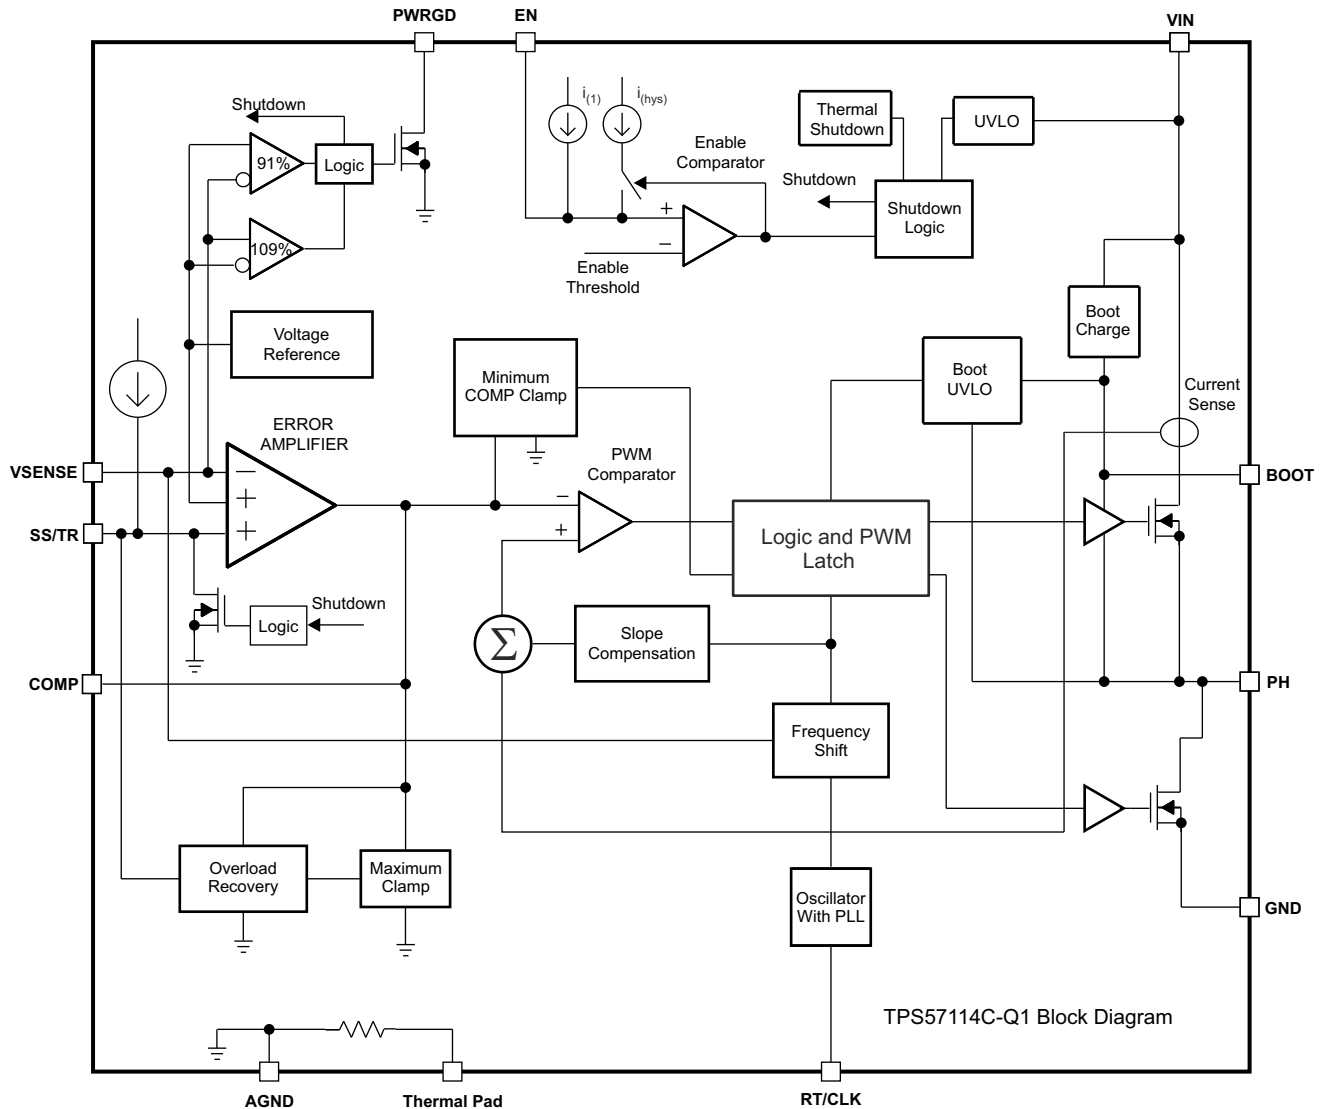 PWRGD
EN
VIN
i(1)
i(hys)
Shutdown
91%
Logic
109%
Enable
Comparator
Thermal
Shutdown
UVLO
Shutdown
Shutdown
Logic
+
−
Enable
Threshold
Voltage
Reference
Boot
Charge
Minimum
COMP Clamp
Boot
UVLO
Current
Sense
ERROR
AMPLIFIER
PWM
Comparator
VSENSE
−
+
+
SS/TR
−
+
BOOT
Logic and PWM
Latch
Shutdown
Logic
Σ
Slope
Compensation
COMP
PH
Frequency
Shift
Overload
Recovery
Maximum
Clamp
Oscillator
With PLL
GND
TPS57114C-Q1 Block Diagram
AGND
Thermal Pad
RT/CLK